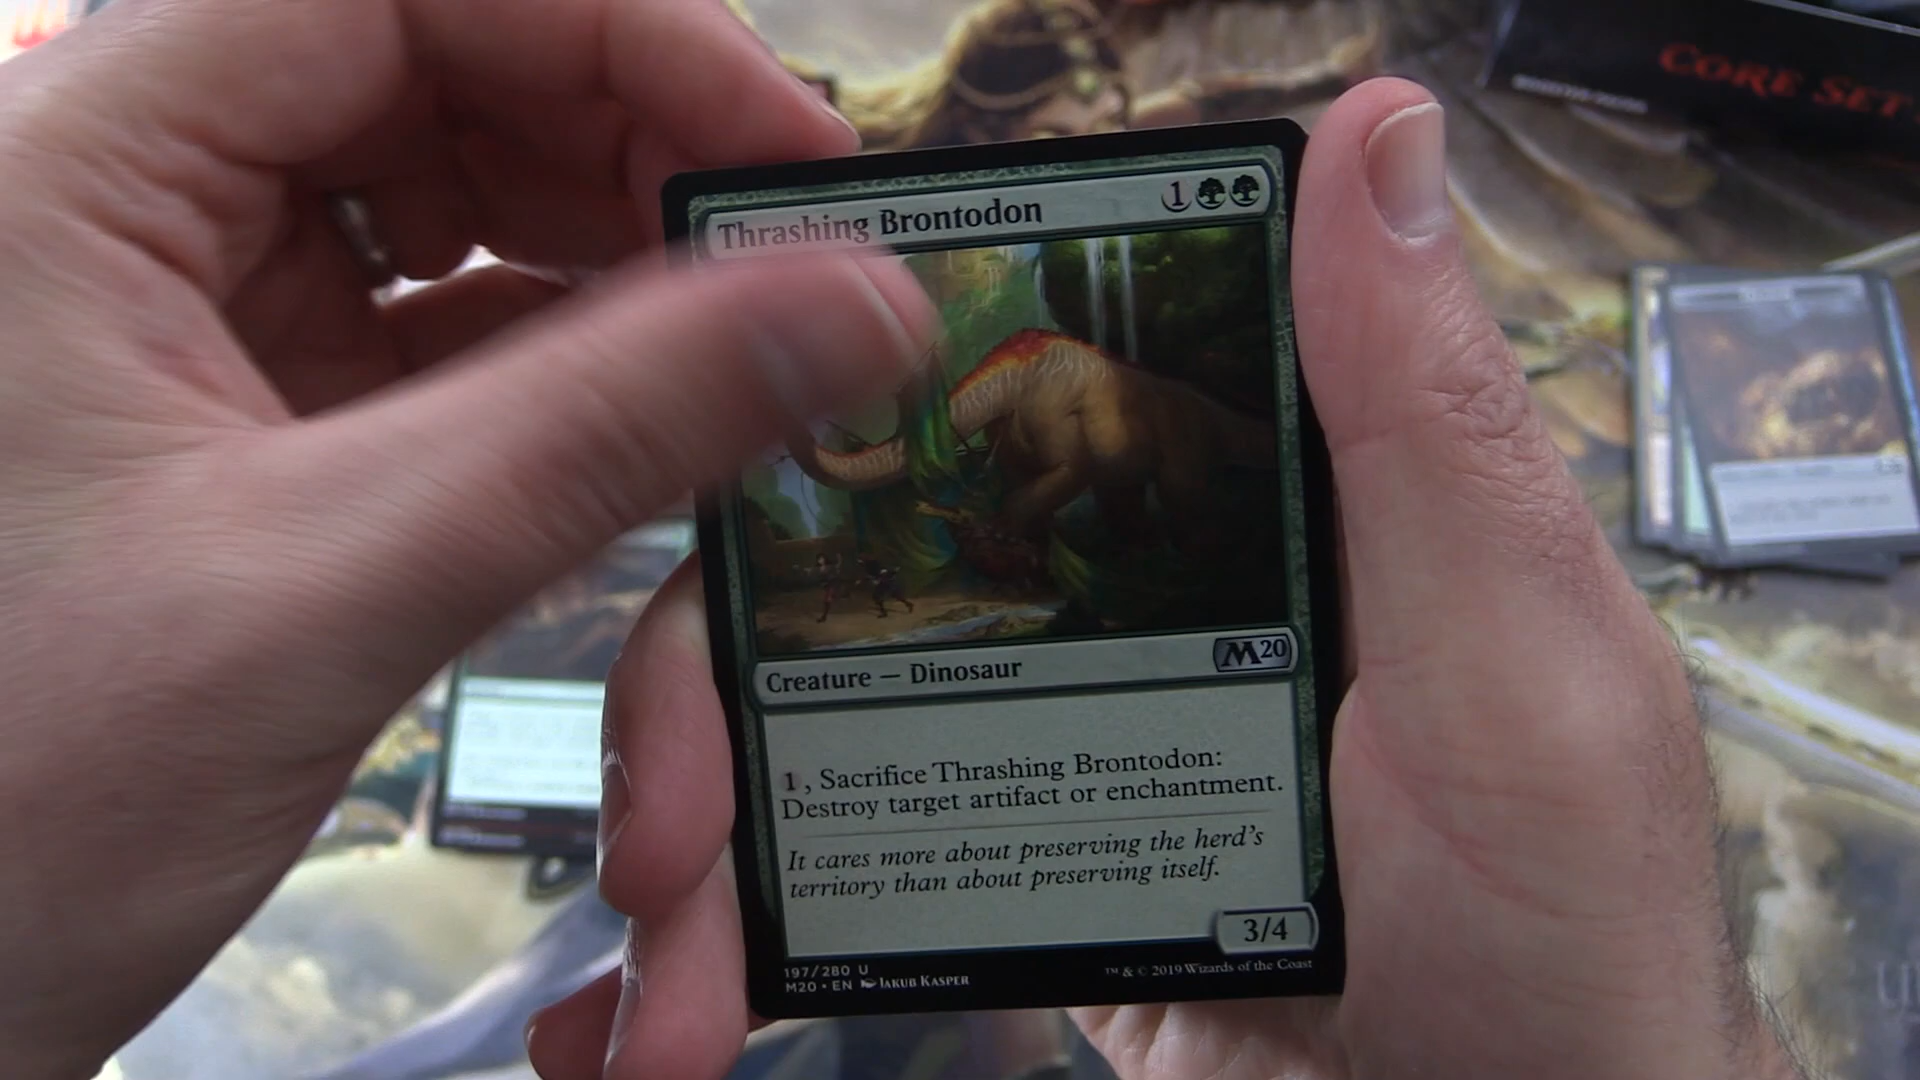 CORE SET
Thrashing Brontodon
1
Creature — Dinosaur
M20
1, Sacrifice Thrashing Brontodon:
Destroy target artifact or enchantment.
It cares more about preserving the herd's
territory than about preserving itself.
3/4
197/280 U
M20 • EN Jakub Kasper
™ & © 2019 Wizards of the Coast